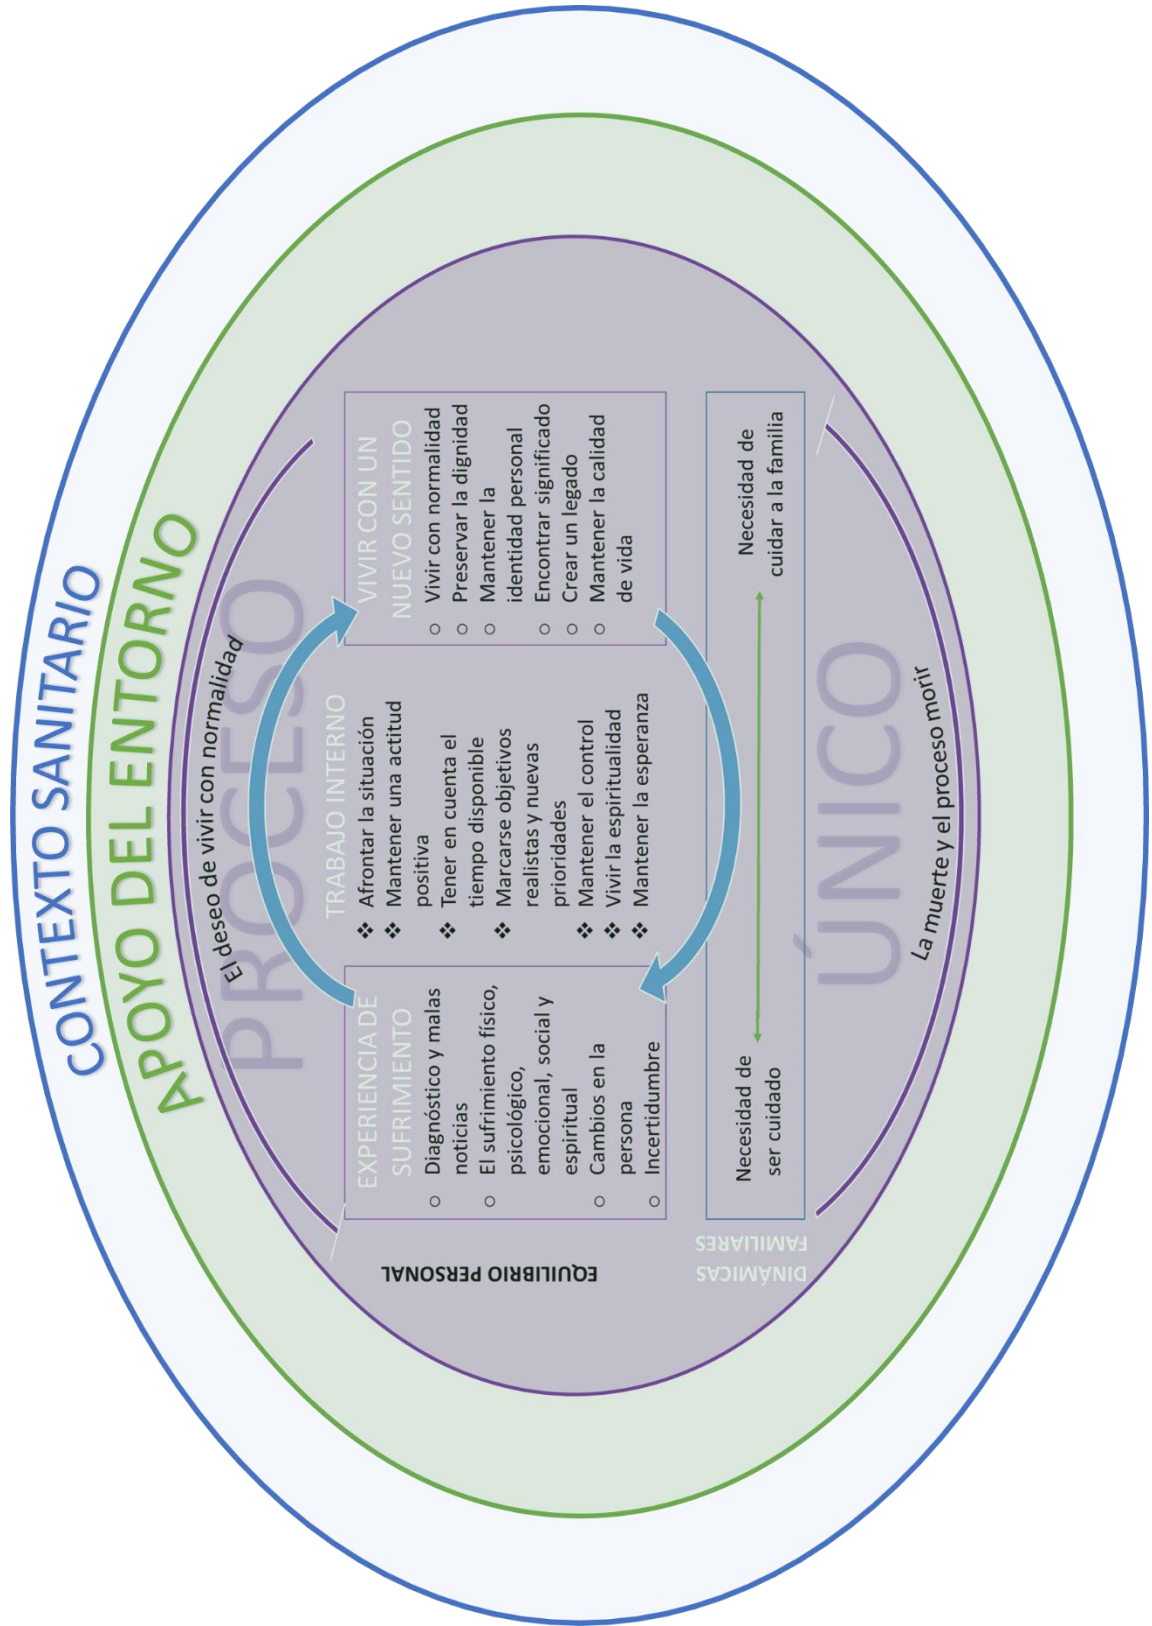 CONTEXTO SANITARIO
APOYO DEL ENTORNO
El deseo de vivir con normalidad
PROCESO
EQUILIBRIO PERSONAL
EXPERIENCIA DE
SUFRIMIENTO
○ Diagnóstico y malas
noticias
○ El sufrimiento físico,
psicológico,
emocional, social y
espiritual
○ Cambios en la
persona
○ Incertidumbre
TRABAJO INTERNO
❖ Afrontar la situación
❖ Mantener una actitud
positiva
❖ Tener en cuenta el
tiempo disponible
❖ Marcarse objetivos
realistas y nuevas
prioridades
❖ Mantener el control
❖ Vivir la espiritualidad
❖ Mantener la esperanza
VIVIR CON UN
NUEVO SENTIDO
○ Vivir con normalidad
○ Preservar la dignidad
○ Mantener la
identidad personal
○ Encontrar significado
○ Crear un legado
○ Mantener la calidad
de vida
DINÁMICAS
FAMILIARES
Necesidad de
ser cuidado
Necesidad de
cuidar a la familia
ÚNICO
La muerte y el proceso morir